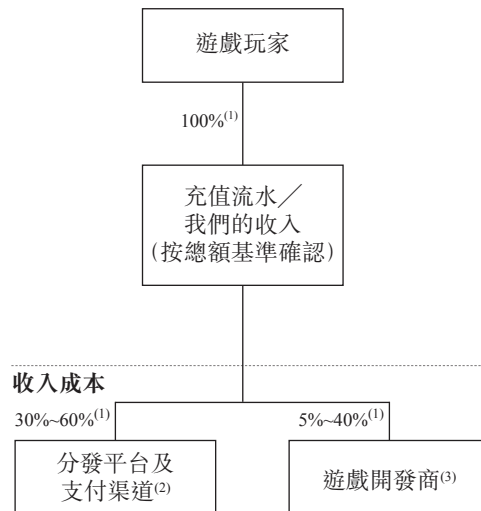 遊戲玩家
100%(1)
充值流水／
我們的收入
(按總額基準確認)
收入成本
30%~60%(1)
5%~40%(1)
分發平台及
支付渠道(2)
遊戲開發商(3)